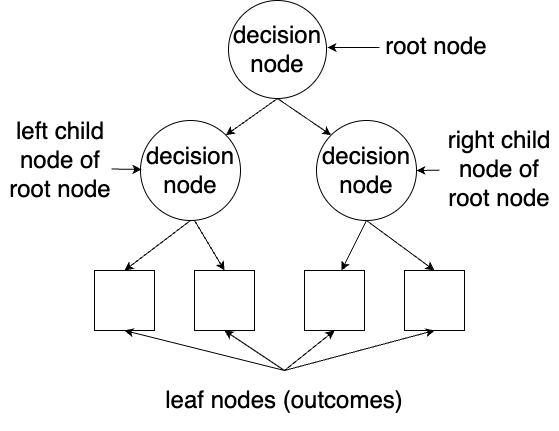 decision
node
root node
left child
node of
root node
decision
node
decision
node
right child
node of
root node
leaf nodes (outcomes)